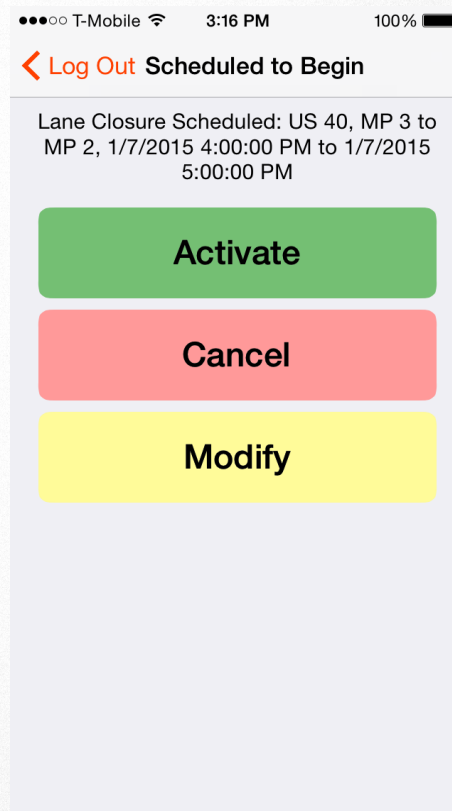 T-Mobile 3:16 PM 100%
Log Out Scheduled to Begin
Lane Closure Scheduled: US 40, MP 3 to
MP 2, 1/7/2015 4:00:00 PM to 1/7/2015
5:00:00 PM
Activate
Cancel
Modify